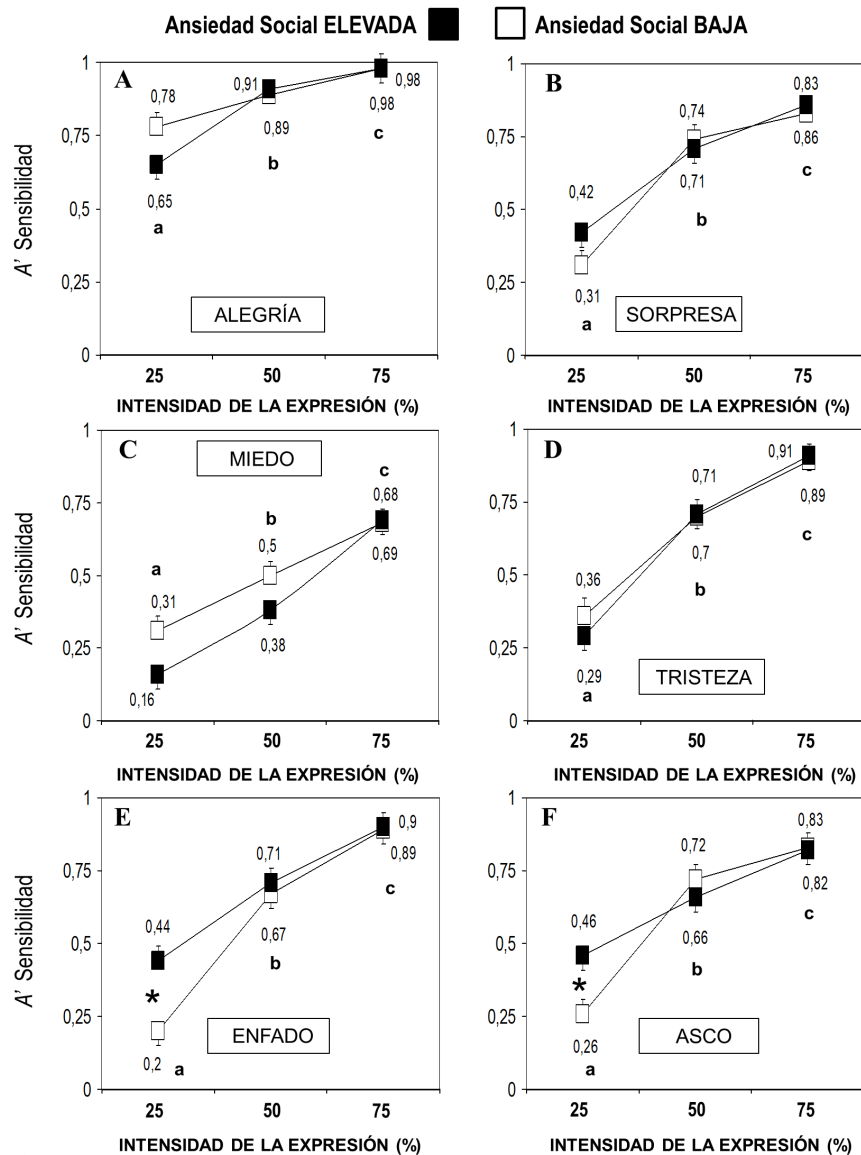 Ansiedad Social ELEVADA Ansiedad Social BAJA
A
A' Sensibilidad
1
0,75
0,5
0,25
0
0,78
0,65
a
0,91
0,89
b
0,98
0,98
c
ALEGRÍA
25 50 75
INTENSIDAD DE LA EXPRESIÓN (%)
B
1
0,75
0,5
0,25
0
0,42
0,31
a
0,74
0,71
b
0,83
0,86
c
SORPRESA
25 50 75
INTENSIDAD DE LA EXPRESIÓN (%)
C
A' Sensibilidad
1
0,75
0,5
0,25
0
MIEDO
a
0,31
0,16
b
0,5
0,38
c
0,68
0,69
25 50 75
INTENSIDAD DE LA EXPRESIÓN (%)
D
1
0,75
0,5
0,25
0
0,36
0,29
a
0,71
0,7
b
0,91
0,89
c
TRISTEZA
25 50 75
INTENSIDAD DE LA EXPRESIÓN (%)
E
A' Sensibilidad
1
0,75
0,5
0,25
0
0,44
*
0,2
a
0,71
0,67
b
0,9
0,89
c
ENFADO
25 50 75
INTENSIDAD DE LA EXPRESIÓN (%)
F
1
0,75
0,5
0,25
0
0,46
*
0,26
a
0,72
0,66
b
0,83
0,82
c
ASCO
25 50 75
INTENSIDAD DE LA EXPRESIÓN (%)